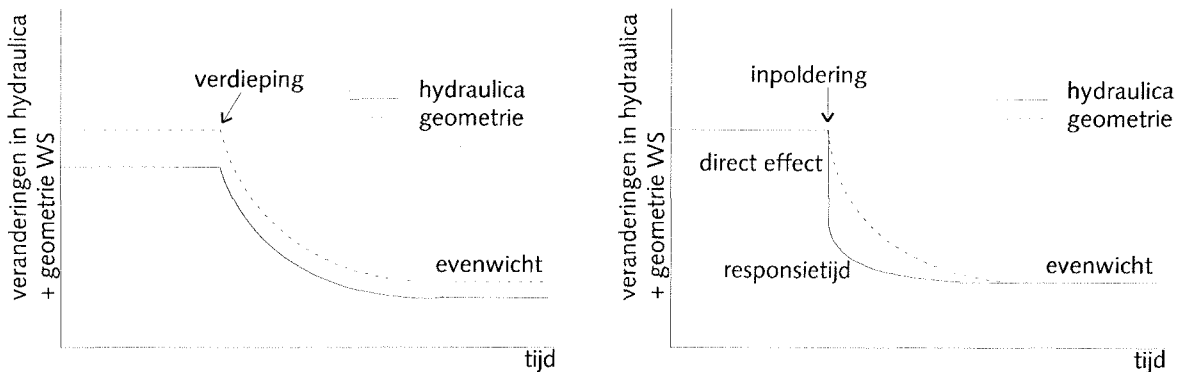 veranderingen in hydraulica
+ geometrie WS
verdieping
hydraulica
geometrie
evenwicht
tijd
veranderingen in hydraulica
+ geometrie WS
inpoldering
hydraulica
geometrie
direct effect
responsietijd
evenwicht
tijd